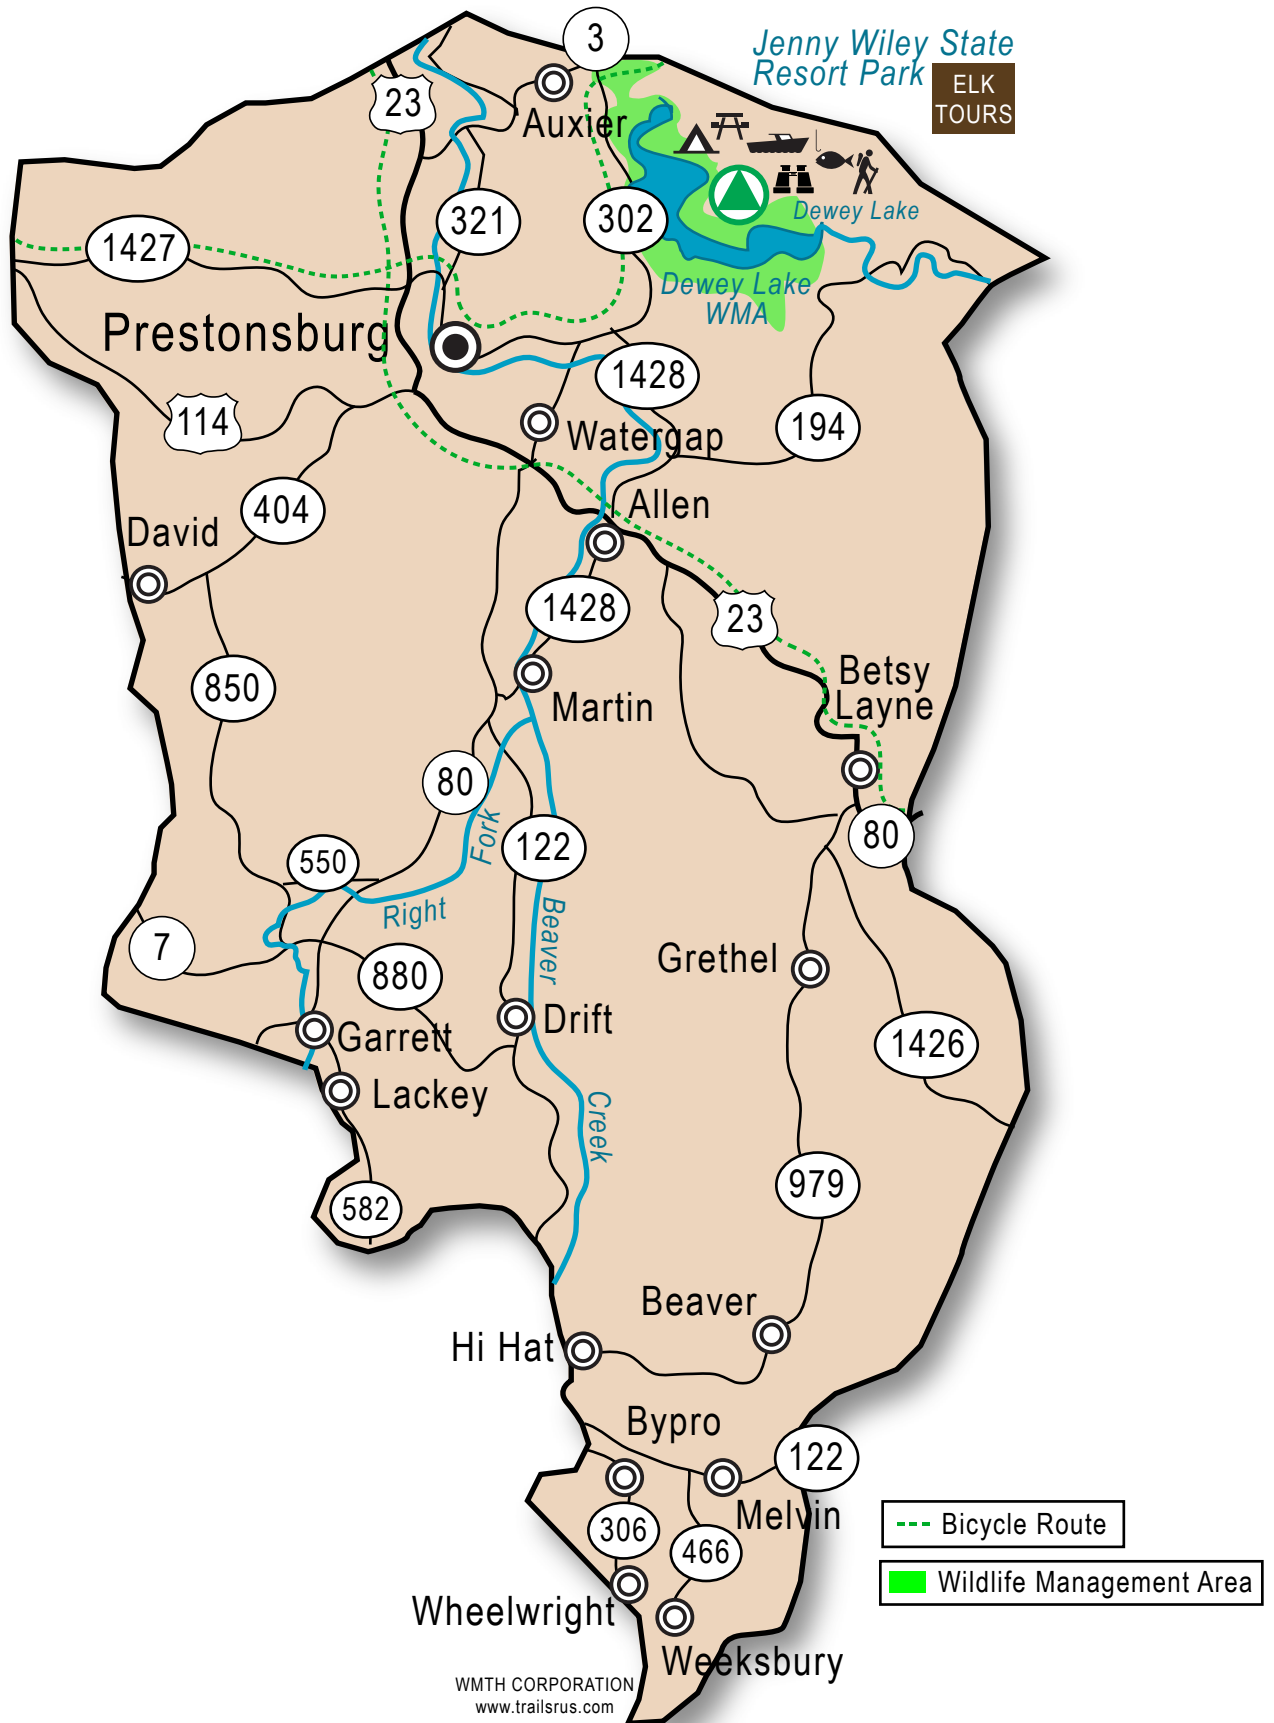 3
Jenny Wiley State
Resort Park
ELK
TOURS
23
Auxier
321
302
1427
Dewey Lake
Dewey Lake
WMA
Prestonsburg
1428
114
Watergap
194
404
Allen
David
1428
23
850
Betsy
Layne
Martin
80
Fork
122
80
550
Right
Beaver
7
880
Grethel
Drift
Garrett
1426
Lackey
Creek
582
979
Beaver
Hi Hat
Bypro
122
Melvin
306
466
Bicycle Route
Wildlife Management Area
Wheelwright
Weeksbury
WMTH CORPORATION
www.trailsrus.com